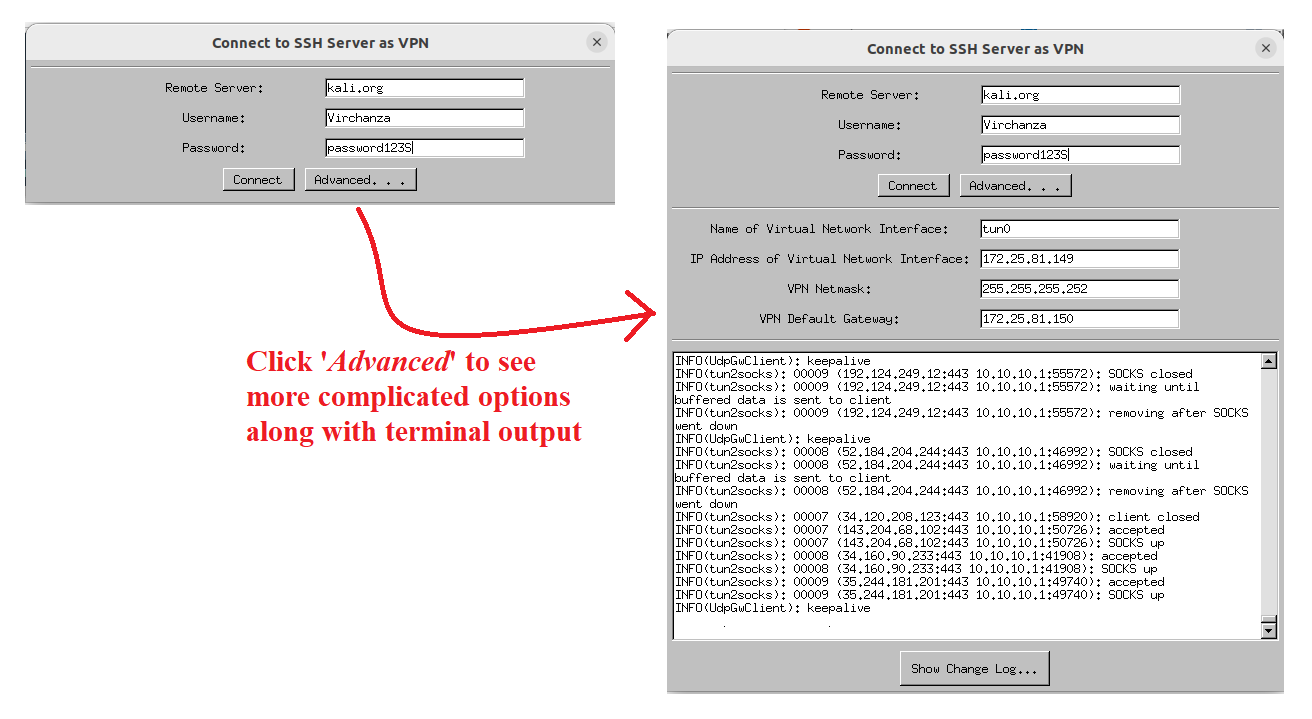 Connect to SSH Server as VPN
Remote Server: kali.org
Username: Virchanza
Password: password123S
Connect Advanced. . .
Click 'Advanced' to see
more complicated options
along with terminal output
Connect to SSH Server as VPN
Remote Server: kali.org
Username: Virchanza
Password: password123S
Connect Advanced. . .
Name of Virtual Network Interface: tun0
IP Address of Virtual Network Interface: 172.25.81.149
VPN Netmask: 255.255.255.252
VPN Default Gateway: 172.25.81.150
INFO(UdpGwClient): keepalive
INFO(tun2socks): 00009 (192.124.249.12:443 10.10.10.1:55572): SOCKS closed
INFO(tun2socks): 00009 (192.124.249.12:443 10.10.10.1:55572): waiting until
buffered data is sent to client
INFO(tun2socks): 00009 (192.124.249.12:443 10.10.10.1:55572): removing after SOCKS
went down
INFO(UdpGwClient): keepalive
INFO(tun2socks): 00008 (52.184.204.244:443 10.10.10.1:46992): SOCKS closed
INFO(tun2socks): 00008 (52.184.204.244:443 10.10.10.1:46992): waiting until
buffered data is sent to client
INFO(tun2socks): 00008 (52.184.204.244:443 10.10.10.1:46992): removing after SOCKS
went down
INFO(tun2socks): 00007 (34.120.208.123:443 10.10.10.1:58920): client closed
INFO(tun2socks): 00007 (143.204.68.102:443 10.10.10.1:50726): accepted
INFO(tun2socks): 00007 (143.204.68.102:443 10.10.10.1:50726): SOCKS up
INFO(tun2socks): 00008 (34.160.90.233:443 10.10.10.1:41908): accepted
INFO(tun2socks): 00008 (34.160.90.233:443 10.10.10.1:41908): SOCKS up
INFO(tun2socks): 00009 (35.244.181.201:443 10.10.10.1:49740): accepted
INFO(tun2socks): 00009 (35.244.181.201:443 10.10.10.1:49740): SOCKS up
INFO(UdpGwClient): keepalive
Show Change Log...